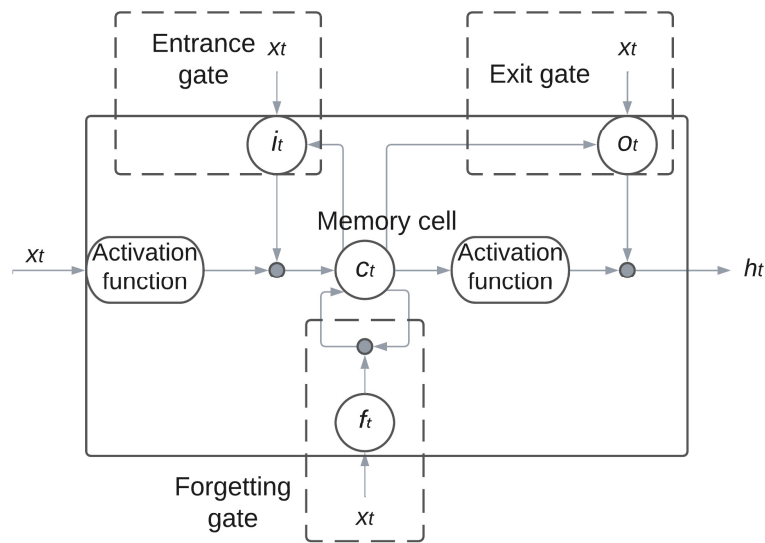 Entrance
gate
xt
Exit gate
xt
it
ot
Memory cell
xt
Activation
function
ct
Activation
function
ht
ft
Forgetting
gate
xt